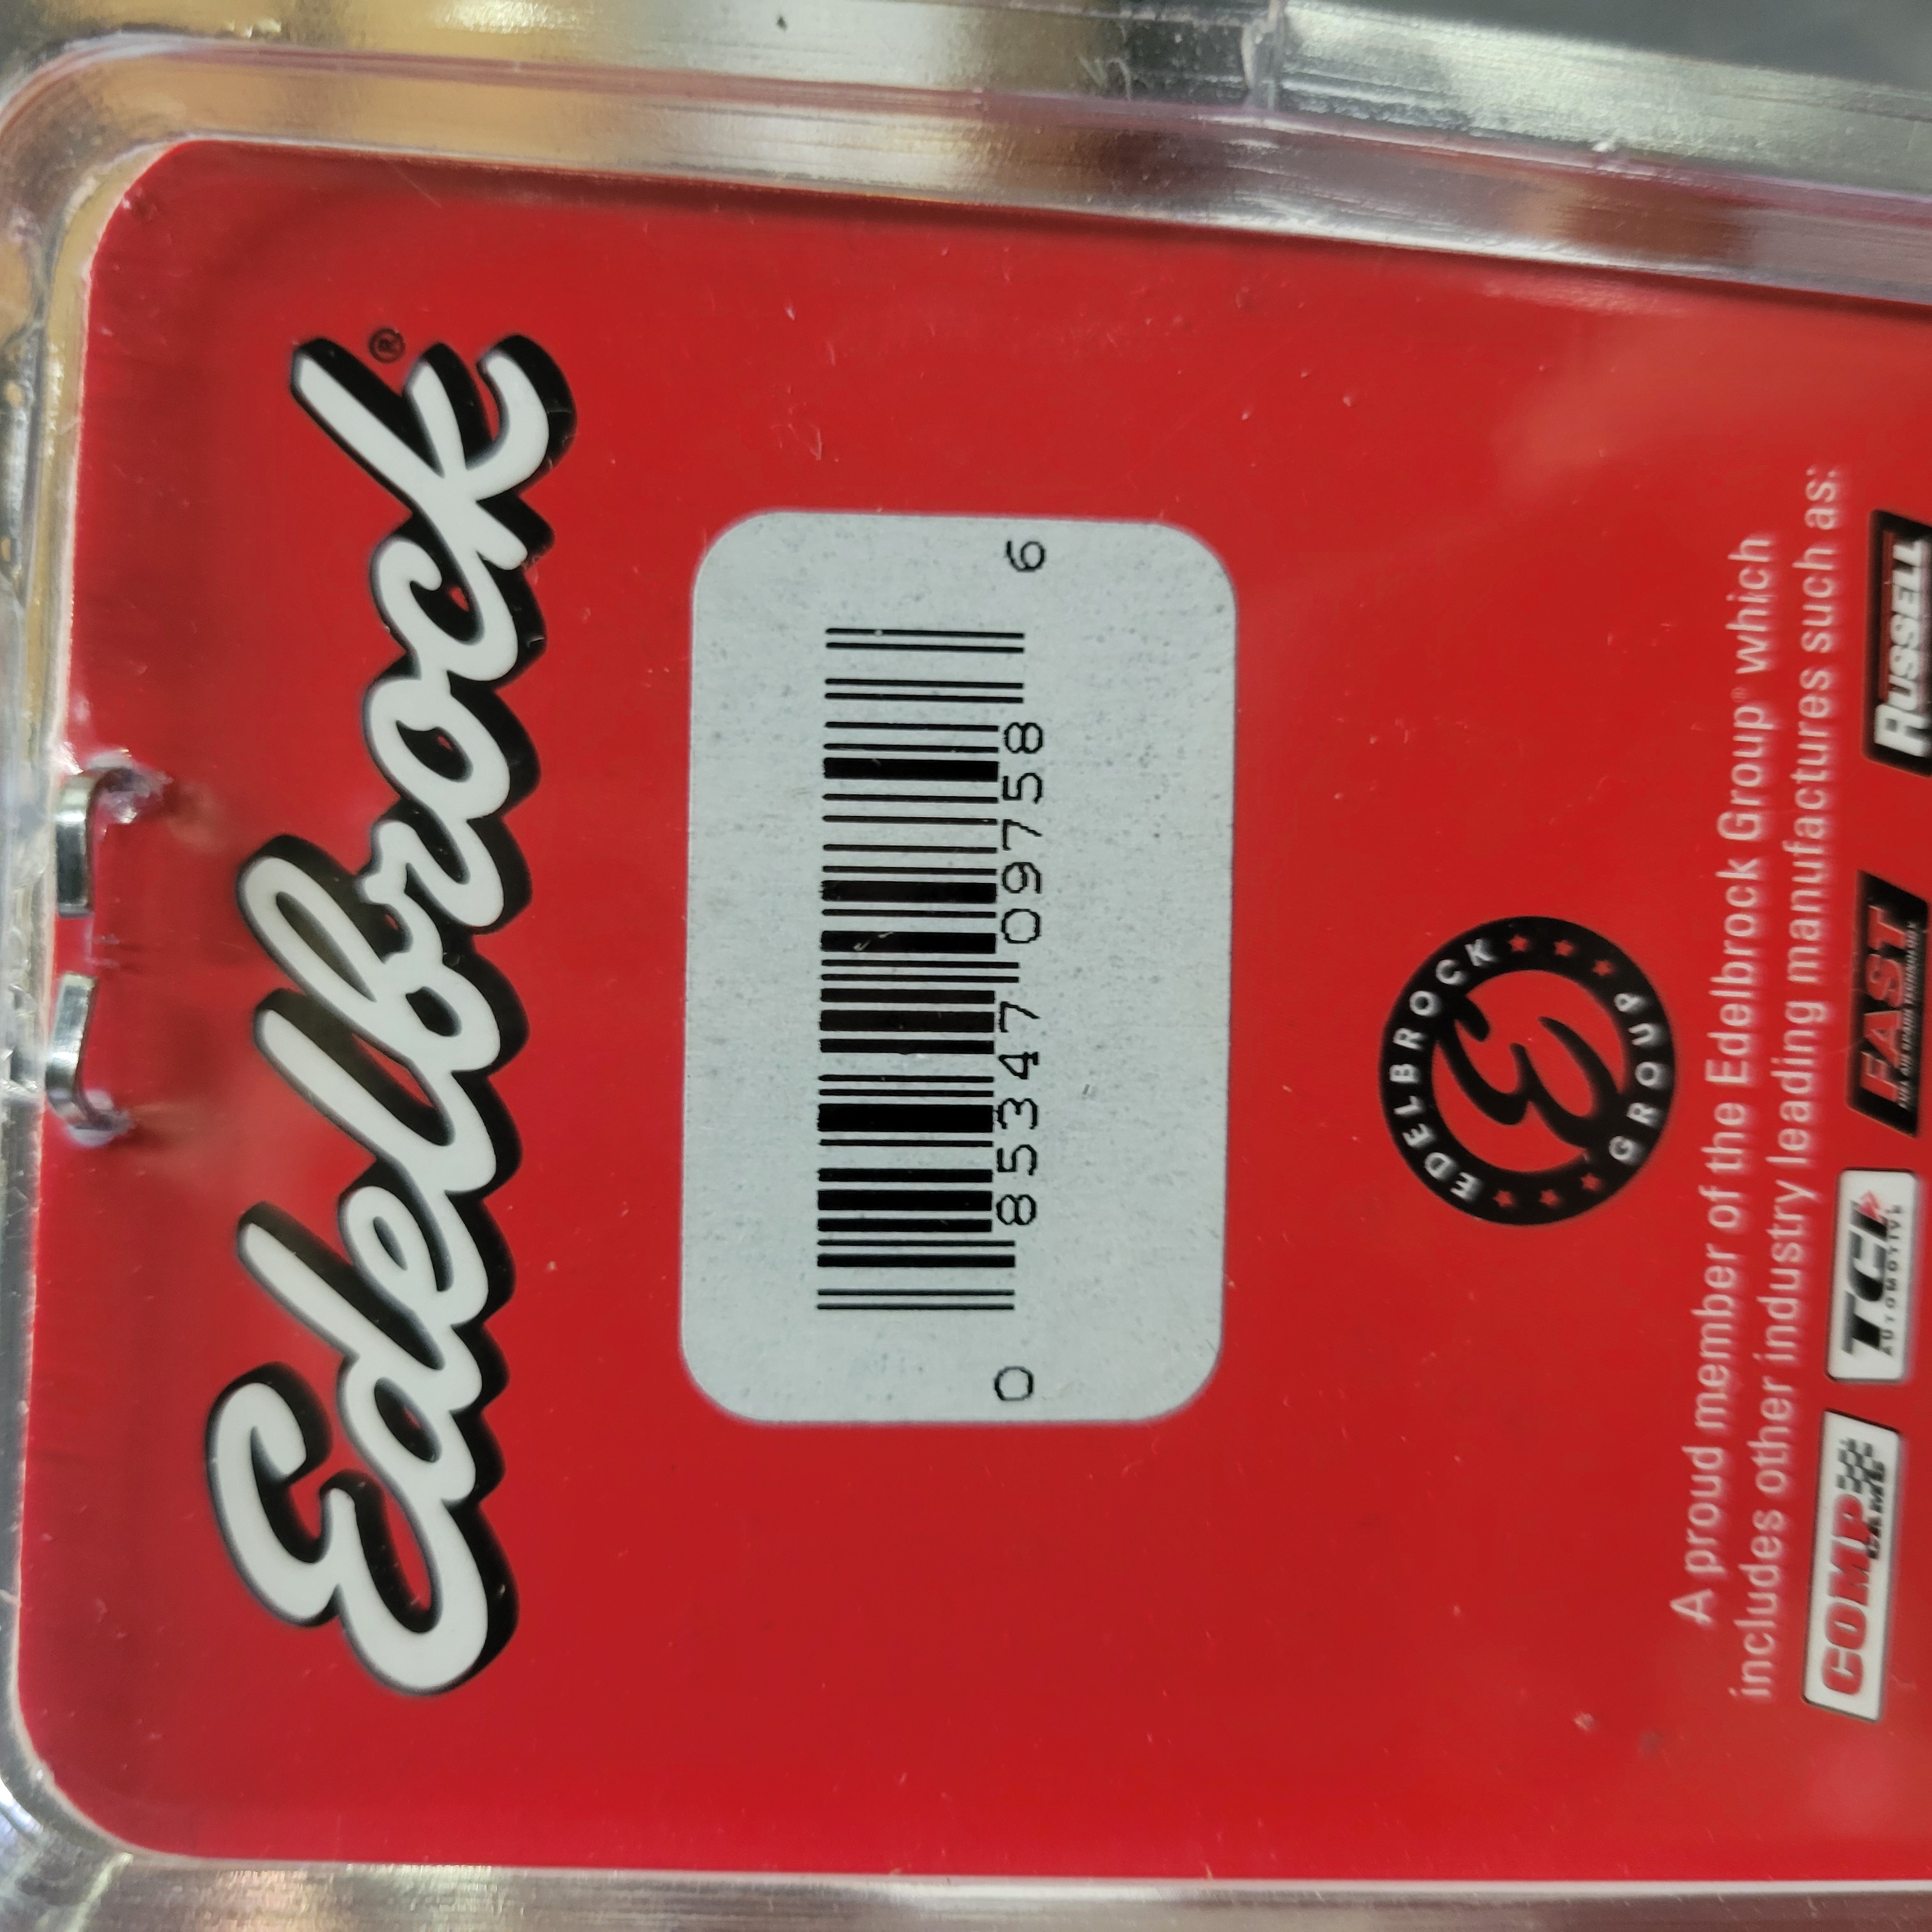 Edelbrock®
0 85347 09758 6
EDELBROCK
GROUP
A proud member of the Edelbrock Group® which
includes other industry leading manufactures such as:
COMP
CAMS
TCI
AUTOMOTIVE
FAST
RUSSELL